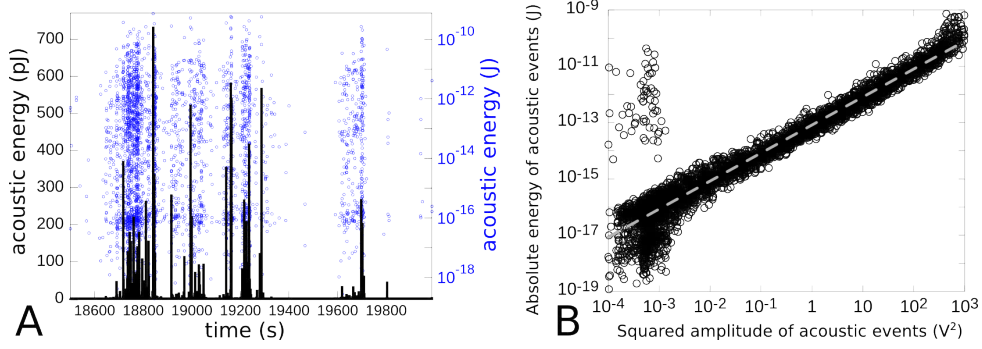 700
600
500
400
300
200
100
0
acoustic energy (pJ)
10⁻¹⁰
10⁻¹²
10⁻¹⁴
10⁻¹⁶
10⁻¹⁸
acoustic energy (J)
18600 18800 19000 19200 19400 19600 19800
time (s)
A
10⁻⁹
10⁻¹¹
10⁻¹³
10⁻¹⁵
10⁻¹⁷
10⁻¹⁹
Absolute energy of acoustic events (J)
10⁻⁴ 10⁻³ 10⁻² 10⁻¹ 1 10¹ 10² 10³
Squared amplitude of acoustic events (V²)
B